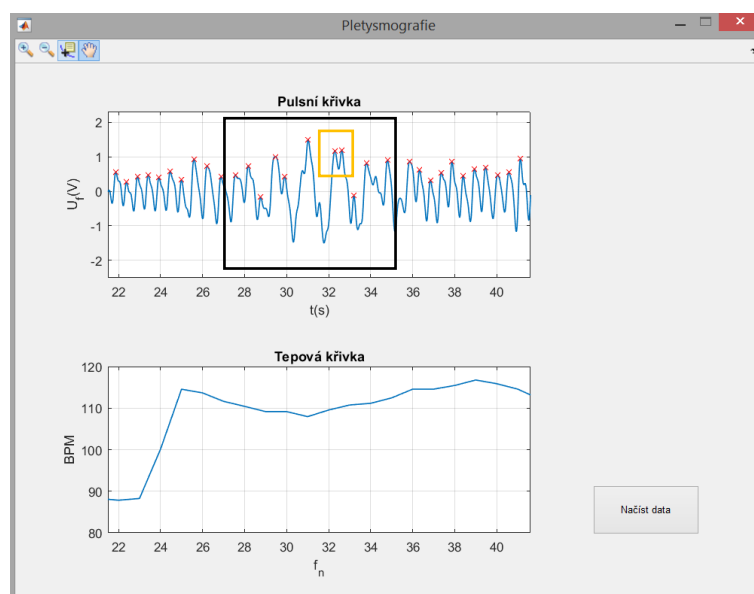 Pletysmografie
Pulsní křivka
U_f(V)
2
1
0
-1
-2
22 24 26 28 30 32 34 36 38 40
t(s)
Tepová křivka
BPM
120
110
100
90
80
22 24 26 28 30 32 34 36 38 40
f_n
Načíst data